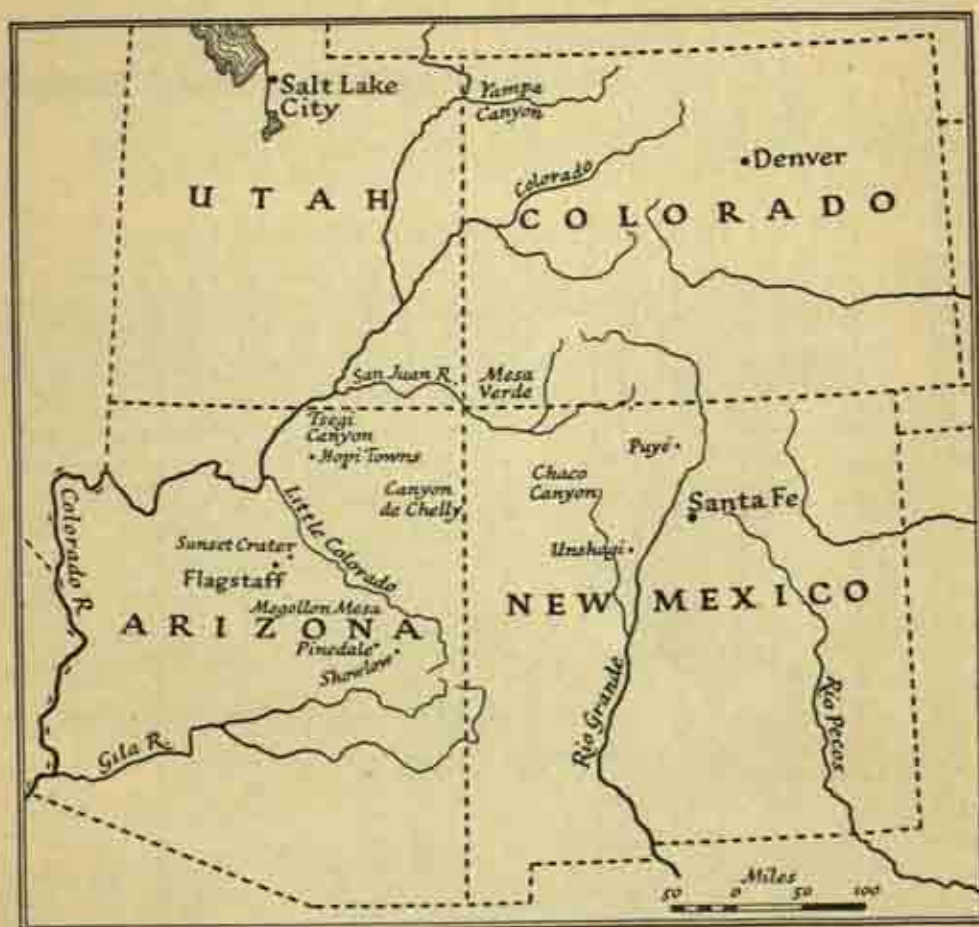 Salt Lake
City
Yampa
Canyon
Denver
Colorado
UTAH
COLORADO
San Juan R.
Mesa
Verde
Tsegi
Canyon
Hopi Towns
Puyé
Chaco
Canyon
Canyon
de Chelly
Santa Fe
Colorado R.
Little Colorado
Sunset Crater
Unshagi
Flagstaff
NEW MEXICO
Mogollon Mesa
ARIZONA
Pinedale
Showlow
Rio Grande
Rio Pecos
Gila R.
Miles
50 0 50 100